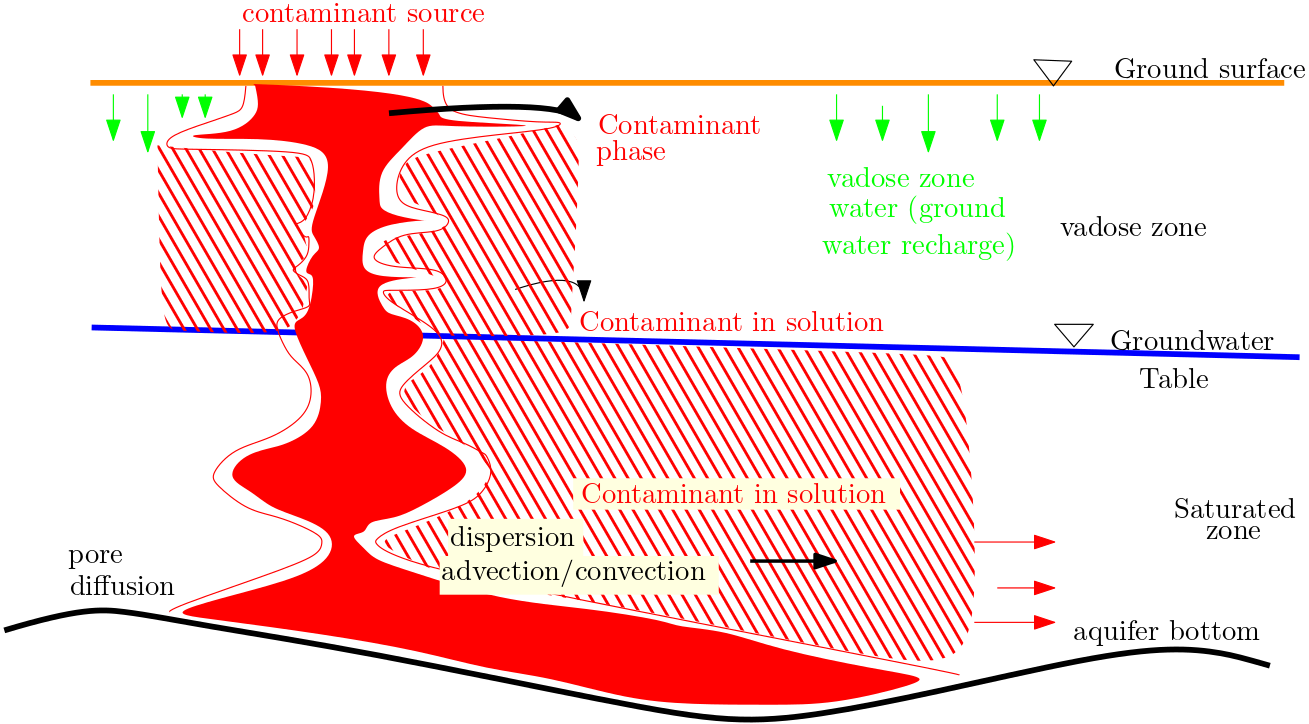 contaminant source
Ground surface
Contaminant
phase
vadose zone
water (ground
water recharge)
vadose zone
Contaminant in solution
Groundwater
Table
Contaminant in solution
Saturated
zone
dispersion
advection/convection
pore
diffusion
aquifer bottom